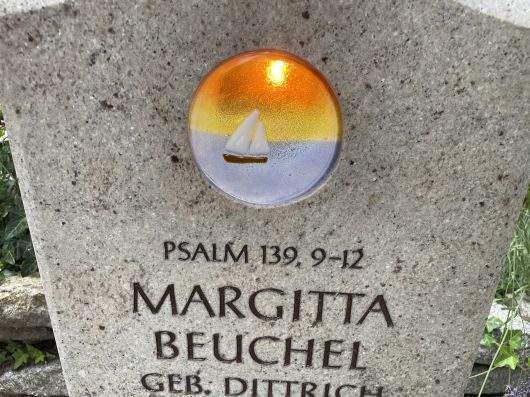 PSALM 139, 9-12
MARGITTA
BEUCHEL
GEB. DITTRICH